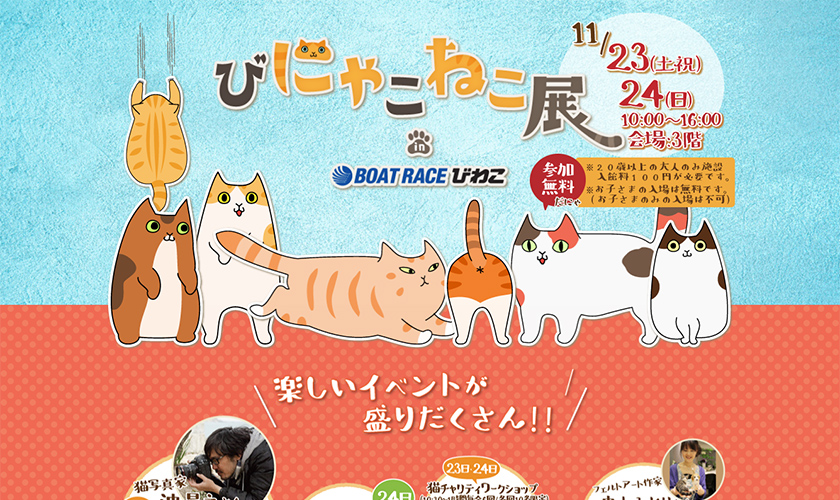 びにゃこねこ展
in
BOAT RACE びわこ
11/23(土・祝)
24(日)
10:00〜16:00
会場:3階
参加
無料
だにゃ
※20歳以上の大人のみ施設
入館料100円が必要です。
※お子さまの入場は無料です。
(お子さまのみの入場は不可)
楽しいイベントが
盛りだくさん!!
猫写真家
24日
23日・24日
猫チャリティワークショップ
フェルトアート作家